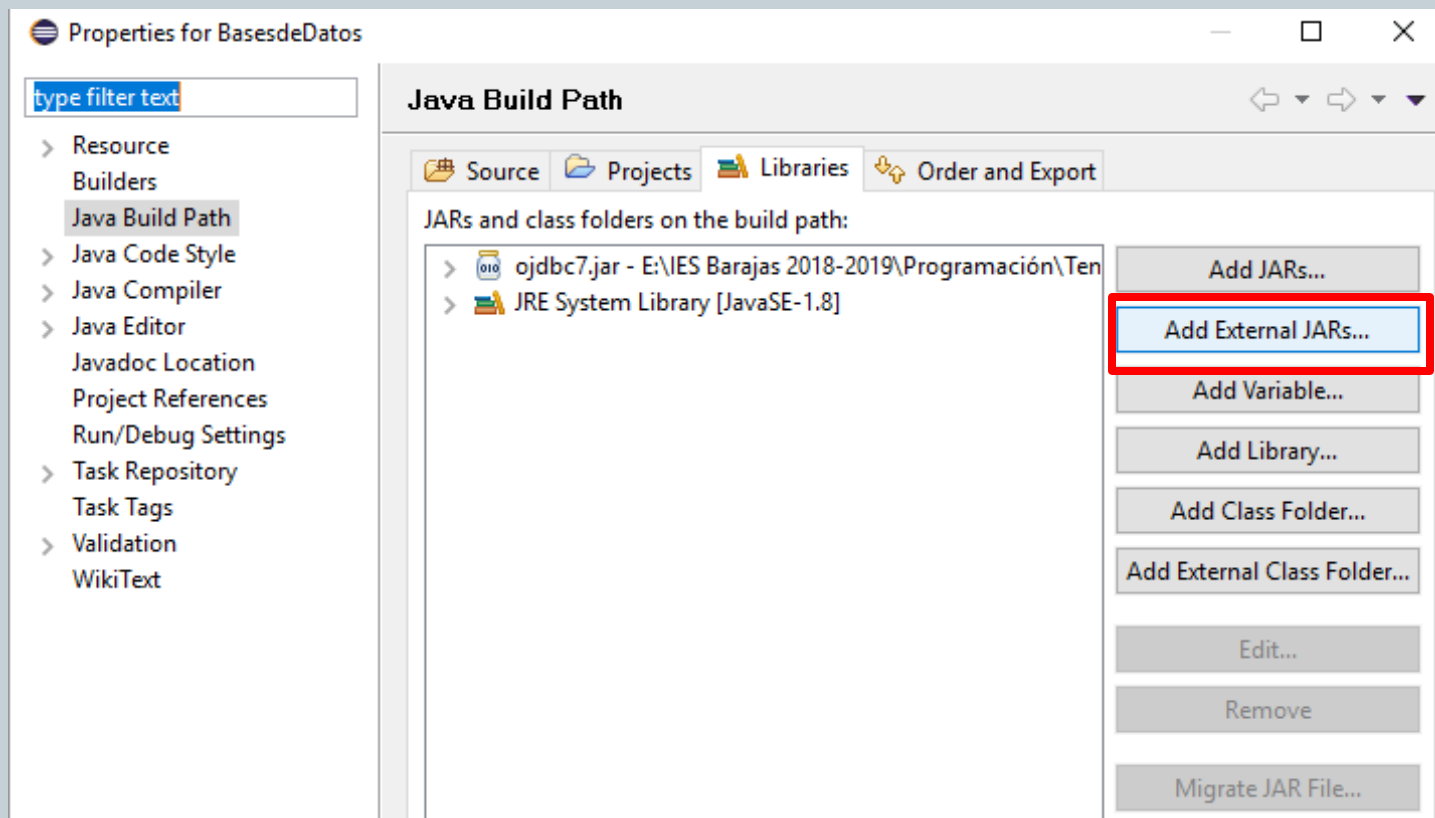 Properties for BasesdeDatos
type filter text
Resource
Builders
Java Build Path
Java Code Style
Java Compiler
Java Editor
Javadoc Location
Project References
Run/Debug Settings
Task Repository
Task Tags
Validation
WikiText
Java Build Path
Source
Projects
Libraries
Order and Export
JARs and class folders on the build path:
ojdbc7.jar - E:\IES Barajas 2018-2019\Programación\Ten
JRE System Library [JavaSE-1.8]
Add JARs...
Add External JARs...
Add Variable...
Add Library...
Add Class Folder...
Add External Class Folder...
Edit...
Remove
Migrate JAR File...